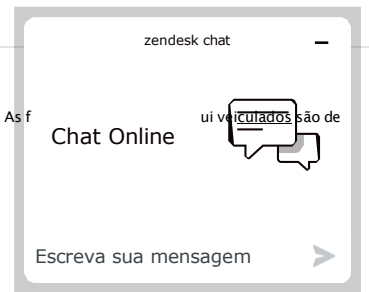 zendesk chat
As f
ui veiculados são de
Chat Online
Escreva sua mensagem